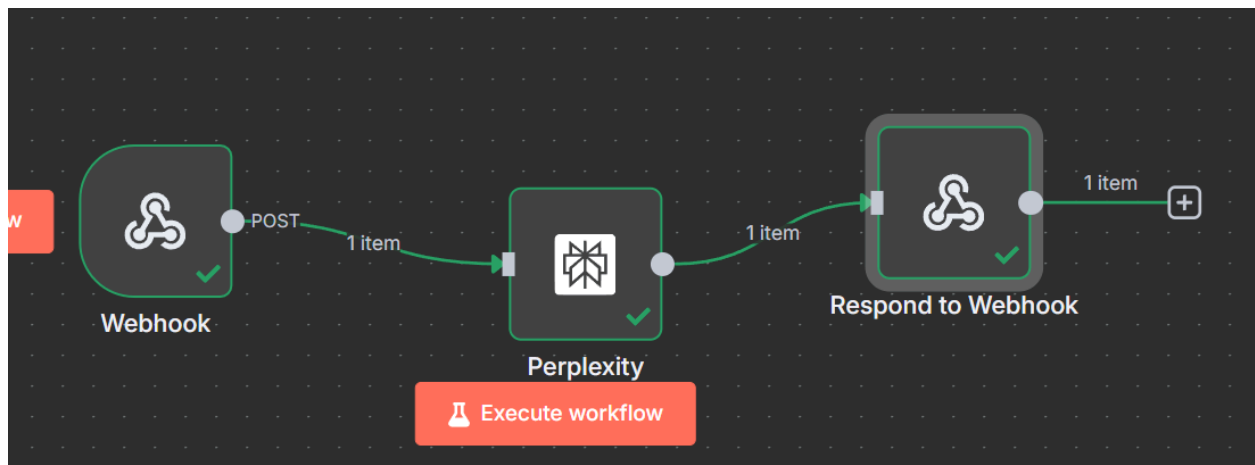 w
POST
1 item
1 item
1 item
Webhook
Perplexity
Respond to Webhook
Execute workflow